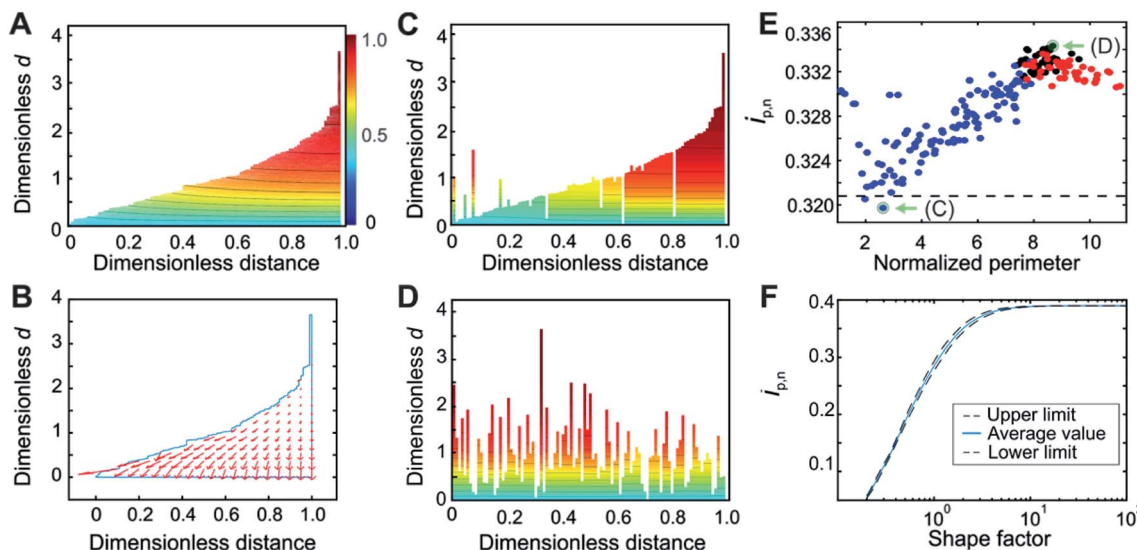 A
Dimensionless d
4
3
2
1
0
1.0
0.5
0
0
0.2
0.4
0.6
0.8
1.0
Dimensionless distance
C
Dimensionless d
4
3
2
1
0
0
0.2
0.4
0.6
0.8
1.0
Dimensionless distance
E
i p,n
0.336
0.332
0.328
0.324
0.320
(D)
(C)
2
4
6
8
10
Normalized perimeter
B
Dimensionless d
4
3
2
1
0
0
0.2
0.4
0.6
0.8
1.0
Dimensionless distance
D
Dimensionless d
4
3
2
1
0
0
0.2
0.4
0.6
0.8
1.0
Dimensionless distance
F
i p,n
0.4
0.3
0.2
0.1
Upper limit
Average value
Lower limit
10⁰
10¹
10²
Shape factor